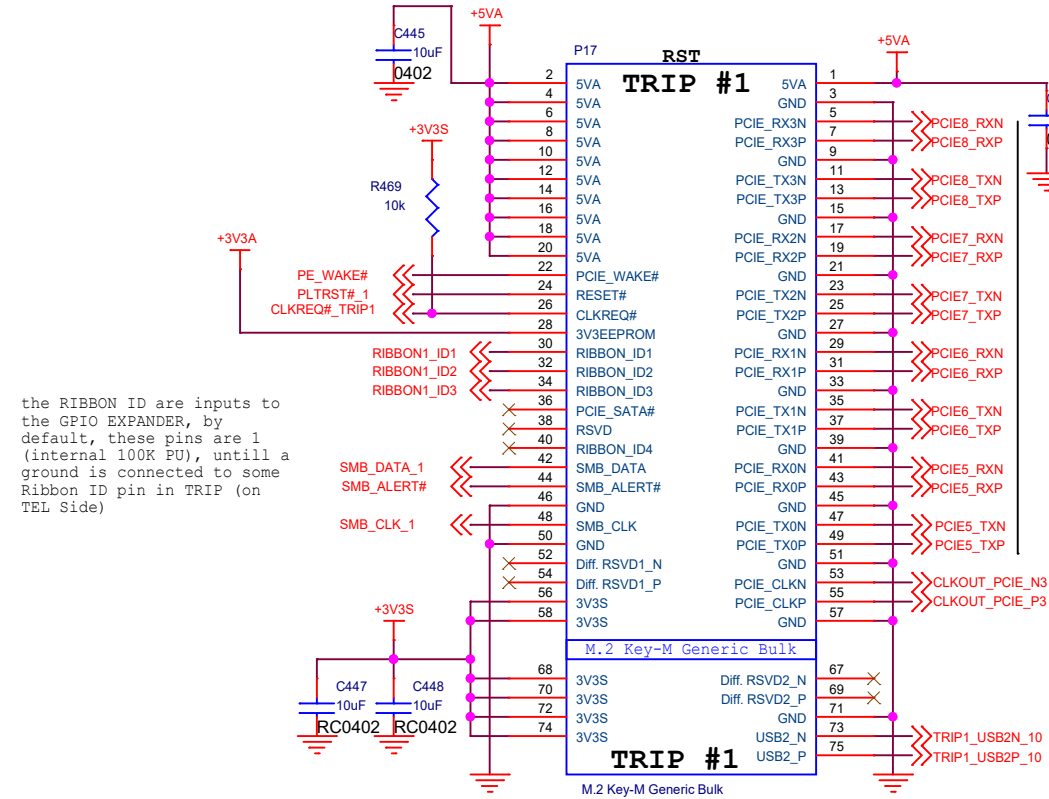 +5VA
C445
10uF
0402
+3V3S
R469
10k
+3V3A
PE_WAKE#
PLTRST#_1
CLKREQ#_TRIP1
RIBBON1_ID1
RIBBON1_ID2
RIBBON1_ID3
the RIBBON ID are inputs to
the GPIO EXPANDER, by
default, these pins are 1
(internal 100K PU), untill a
ground is connected to some
Ribbon ID pin in TRIP (on
TEL Side)
SMB_DATA_1
SMB_ALERT#
SMB_CLK_1
+3V3S
C447
10uF
RC0402
C448
10uF
RC0402
P17
RST
TRIP #1
+5VA
2 5VA 5VA 1
4 5VA GND 3
6 5VA PCIE_RX3N 5 PCIE8_RXN
8 5VA PCIE_RX3P 7 PCIE8_RXP
10 5VA GND 9
12 5VA PCIE_TX3N 11 PCIE8_TXN
14 5VA PCIE_TX3P 13 PCIE8_TXP
16 5VA GND 15
18 5VA PCIE_RX2N 17 PCIE7_RXN
20 5VA PCIE_RX2P 19 PCIE7_RXP
22 PCIE_WAKE# GND 21
24 RESET# PCIE_TX2N 23 PCIE7_TXN
26 CLKREQ# PCIE_TX2P 25 PCIE7_TXP
28 3V3EEPROM GND 27
30 RIBBON_ID1 PCIE_RX1N 29 PCIE6_RXN
32 RIBBON_ID2 PCIE_RX1P 31 PCIE6_RXP
34 RIBBON_ID3 GND 33
36 PCIE_SATA# PCIE_TX1N 35 PCIE6_TXN
38 RSVD PCIE_TX1P 37 PCIE6_TXP
40 RIBBON_ID4 GND 39
42 SMB_DATA PCIE_RX0N 41 PCIE5_RXN
44 SMB_ALERT# PCIE_RX0P 43 PCIE5_RXP
46 GND GND 45
48 SMB_CLK PCIE_TX0N 47 PCIE5_TXN
50 GND PCIE_TX0P 49 PCIE5_TXP
52 Diff. RSVD1_N GND 51
54 Diff. RSVD1_P PCIE_CLKN 53 CLKOUT_PCIE_N3
56 3V3S PCIE_CLKP 55 CLKOUT_PCIE_P3
58 3V3S GND 57
M.2 Key-M Generic Bulk
68 3V3S Diff. RSVD2_N 67
70 3V3S Diff. RSVD2_P 69
72 3V3S GND 71
74 3V3S USB2_N 73 TRIP1_USB2N_10
USB2_P 75 TRIP1_USB2P_10
TRIP #1
M.2 Key-M Generic Bulk